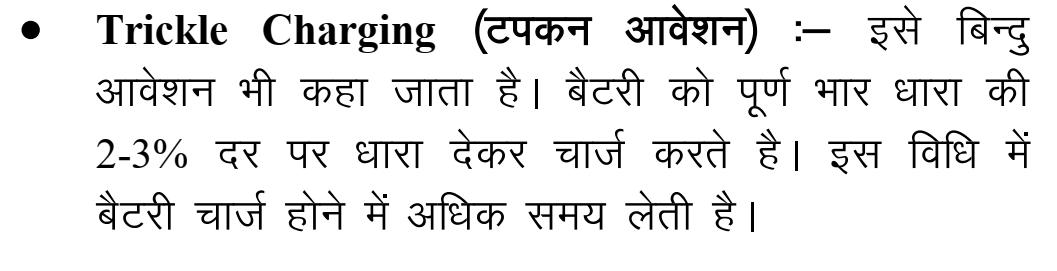 • Trickle Charging (टपकन आवेशन) :– इसे बिन्दु
आवेशन भी कहा जाता है। बैटरी को पूर्ण भार धारा की
2-3% दर पर धारा देकर चार्ज करते है। इस विधि में
बैटरी चार्ज होने में अधिक समय लेती है।